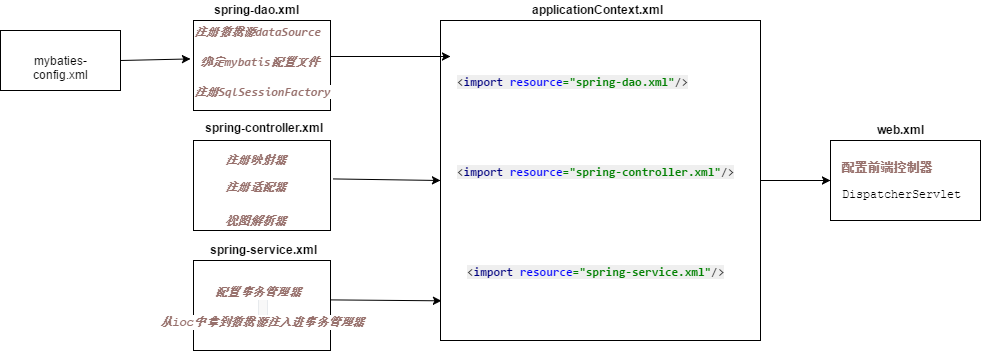 spring-dao.xml
applicationContext.xml
注册数据源dataSource
mybaties-
config.xml
绑定mybatis配置文件
注册SqlSessionFactory
<import resource="spring-dao.xml"/>
spring-controller.xml
web.xml
注册映射器
注册适配器
视图解析器
<import resource="spring-controller.xml"/>
配置前端控制器
DispatcherServlet
spring-service.xml
配置事务管理器
从ioc中拿到数据源注入进事务管理器
<import resource="spring-service.xml"/>